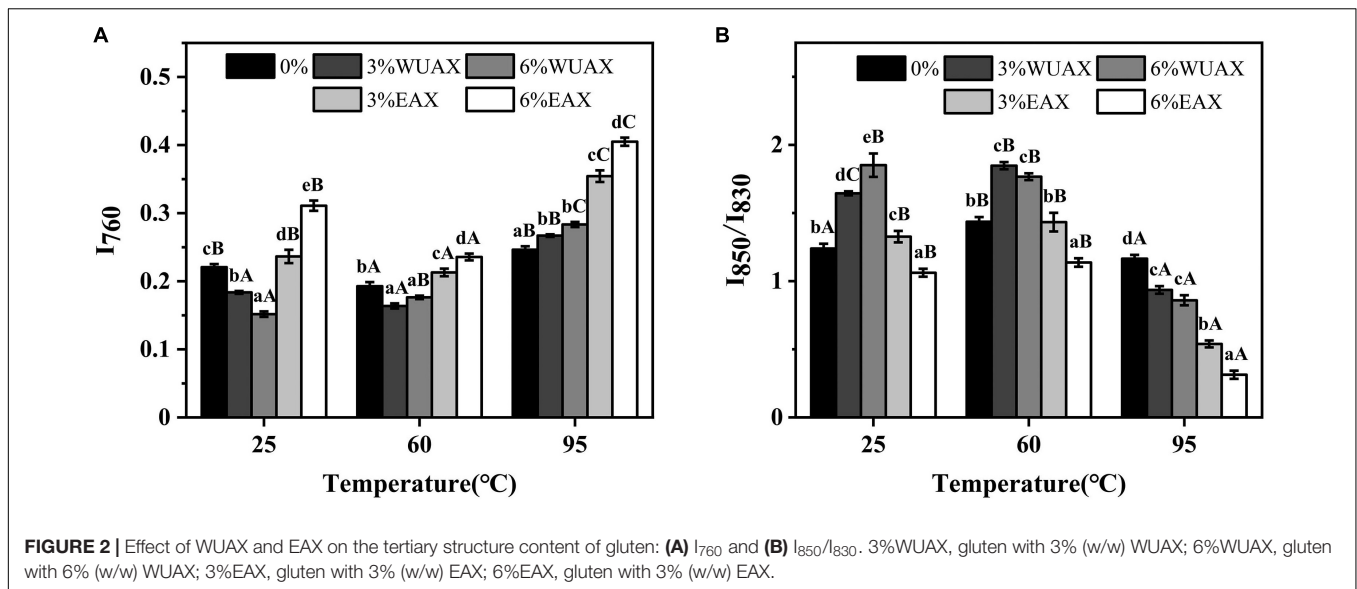 A
I760
0.5
0.4
0.3
0.2
0.1
0
0% 3%WUAX 6%WUAX
3%EAX 6%EAX
cB bA aA dB eB
bA aA aB cA dA
aB bB bC cC dC
25 60 95
Temperature(°C)
B
I850/I830
2
1
0
0% 3%WUAX 6%WUAX
3%EAX 6%EAX
bA dC eB cB aB
bB cB cB bB aB
dA cA cA bA aA
25 60 95
Temperature(°C)
FIGURE 2 | Effect of WUAX and EAX on the tertiary structure content of gluten: (A) I760 and (B) I850/I830. 3%WUAX, gluten with 3% (w/w) WUAX; 6%WUAX, gluten
with 6% (w/w) WUAX; 3%EAX, gluten with 3% (w/w) EAX; 6%EAX, gluten with 3% (w/w) EAX.